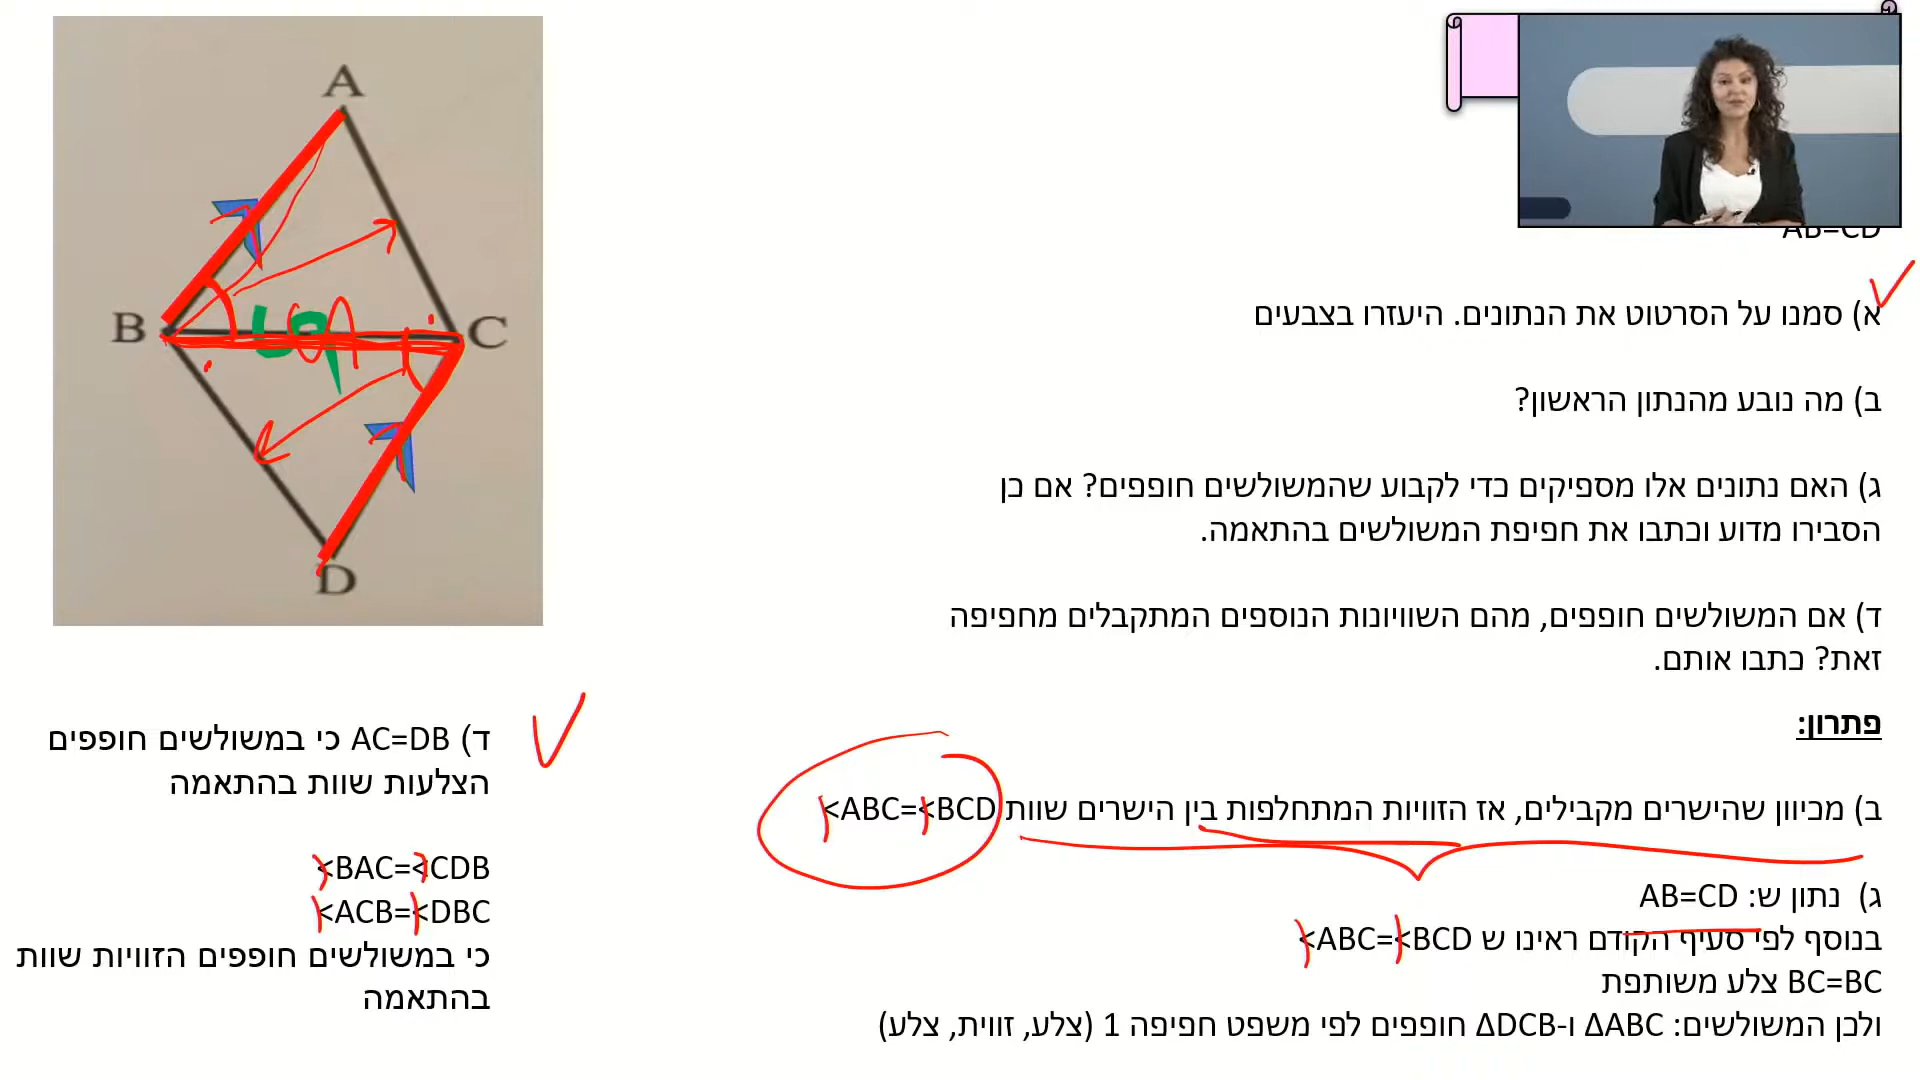 AB=CD
א) סמנו על הסרטוט את הנתונים. היעזרו בצבעים
ב) מה נובע מהנתון הראשון?
ג) האם נתונים אלו מספיקים כדי לקבוע שהמשולשים חופפים? אם כן
הסבירו מדוע וכתבו את חפיפת המשולשים בהתאמה.
ד) אם המשולשים חופפים, מהם השוויונות הנוספים המתקבלים מחפיפה
זאת? כתבו אותם.
פתרון:
ב) מכיוון שהישרים מקבילים, אז הזוויות המתחלפות בין הישרים שוות <ABC=<BCD
ג) נתון ש: AB=CD
בנוסף לפי סעיף הקודם ראינו ש <ABC=<BCD
BC=BC צלע משותפת
ולכן המשולשים: ΔABC ו-ΔDCB חופפים לפי משפט חפיפה 1 (צלע, זווית, צלע)
ד) AC=DB כי במשולשים חופפים
הצלעות שוות בהתאמה
<BAC=<CDB
<ACB=<DBC
כי במשולשים חופפים הזוויות שוות
בהתאמה
A
B
C
D